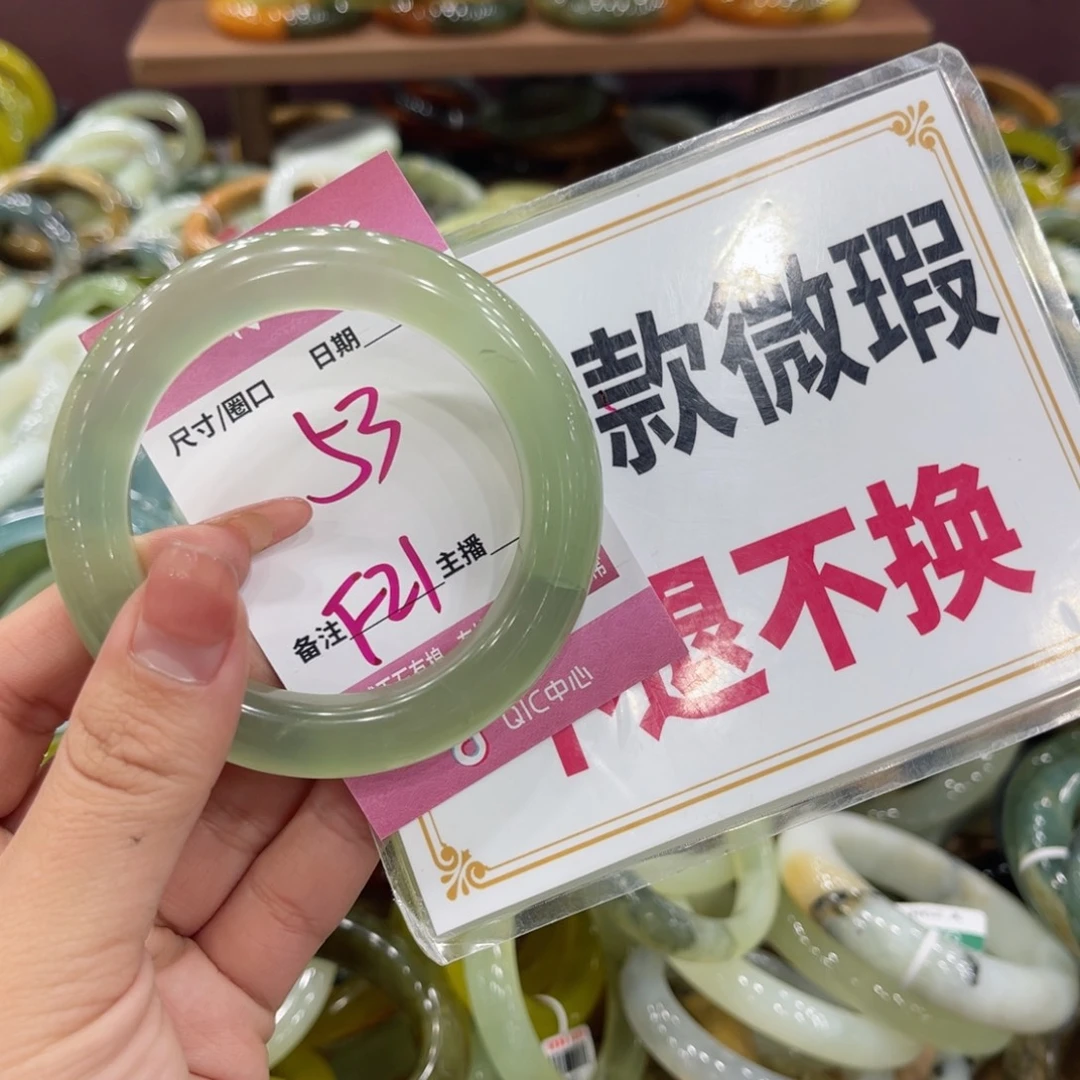 日期
尺寸/圈口
53
主播
备注 F21
QIC中心
款微瑕
不退不换